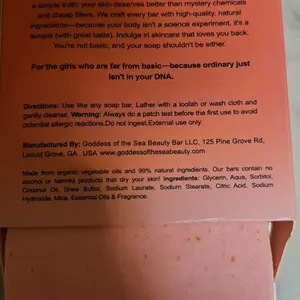 a simple truth: your skin deserves better than mystery chemicals
and cheap fillers. We craft every bar with high-quality, natural
ingredients—because your body isn't a science experiment, it's a
temple (with great taste). Indulge in skincare that loves you back.
You're not basic, and your soap shouldn't be either.
For the girls who are far from basic—because ordinary just
isn't in your DNA.
Directions: Use like any soap bar. Lather with a loofah or wash cloth and
gently cleanse. Warning: Always do a patch test before the first use to avoid
potential allergic reactions.Do not ingest.External use only.
Manufactured By: Goddess of the Sea Beauty Bar LLC, 125 Pine Grove Rd,
Locust Grove, GA , USA www.goddessoftheseabeauty.com
Made from organic vegetable oils and 99% natural ingredients. Our bars contain no
alcohol or harmful products that dry your skin! Ingredients: Glycerin, Aqua, Sorbitol,
Coconut Oil, Shea Butter, Sodium Laurate, Sodium Stearate, Citric Acid, Sodium
Hydroxide, Mica, Essential Oils & Fragrance.